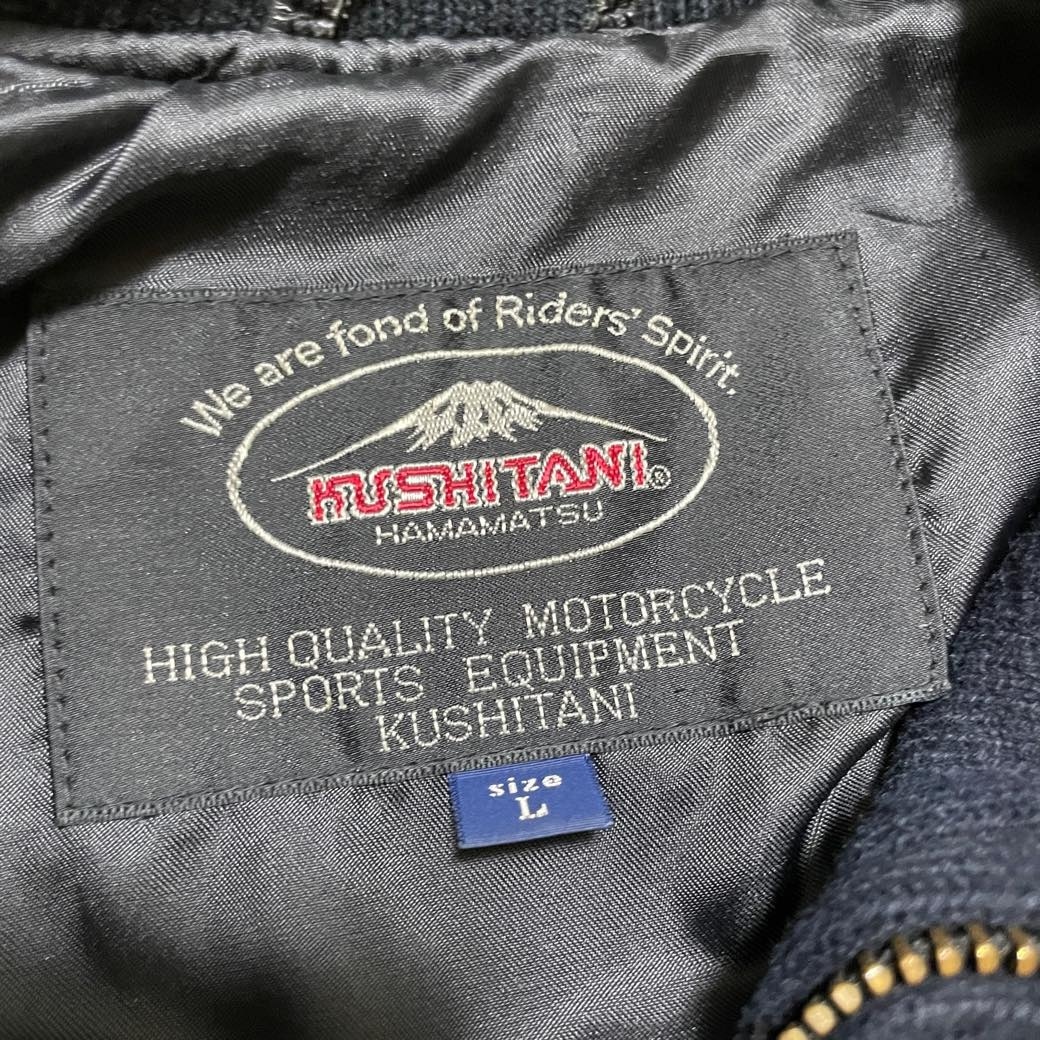 We are fond of Riders' Spirit.
KUSHITANI®
HAMAMATSU
HIGH QUALITY MOTORCYCLE
SPORTS EQUIPMENT
KUSHITANI
size
L